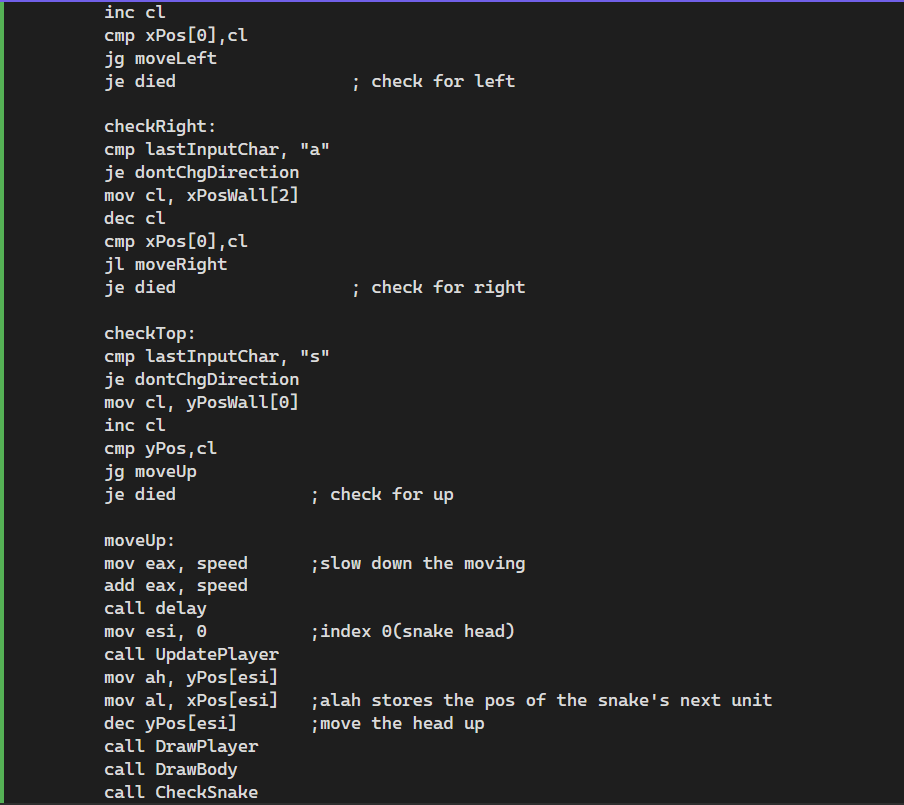 inc cl
cmp xPos[0],cl
jg moveLeft
je died                 ; check for left
checkRight:
cmp lastInputChar, "a"
je dontChgDirection
mov cl, xPosWall[2]
dec cl
cmp xPos[0],cl
jl moveRight
je died                 ; check for right
checkTop:
cmp lastInputChar, "s"
je dontChgDirection
mov cl, yPosWall[0]
inc cl
cmp yPos,cl
jg moveUp
je died             ; check for up
moveUp:
mov eax, speed      ;slow down the moving
add eax, speed
call delay
mov esi, 0          ;index 0(snake head)
call UpdatePlayer
mov ah, yPos[esi]
mov al, xPos[esi]   ;alah stores the pos of the snake's next unit
dec yPos[esi]       ;move the head up
call DrawPlayer
call DrawBody
call CheckSnake